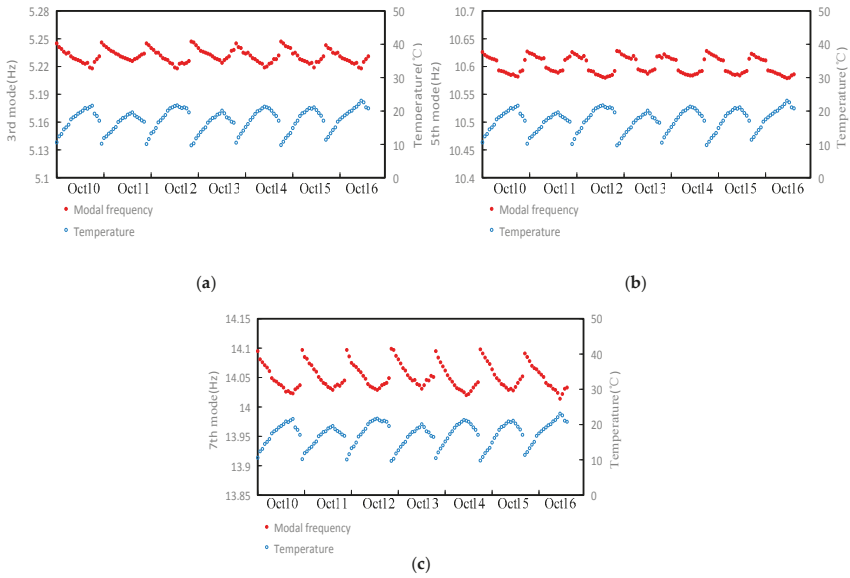 5.28
5.25
5.22
5.19
5.16
5.13
5.1
3rd mode(Hz)
50
40
30
20
10
0
Temperature(℃)
Oct10 Oct11 Oct12 Oct13 Oct14 Oct15 Oct16
Modal frequency
Temperature
(a)
10.7
10.6
10.5
10.45
10.4
5th mode(Hz)
50
40
30
20
10
0
Temperature(℃)
Oct10 Oct11 Oct12 Oct13 Oct14 Oct15 Oct16
Modal frequency
Temperature
(b)
14.15
14.1
14.05
14
13.95
13.9
13.85
7th mode(Hz)
50
40
30
20
10
0
Temperature(℃)
Oct10 Oct11 Oct12 Oct13 Oct14 Oct15 Oct16
Modal frequency
Temperature
(c)